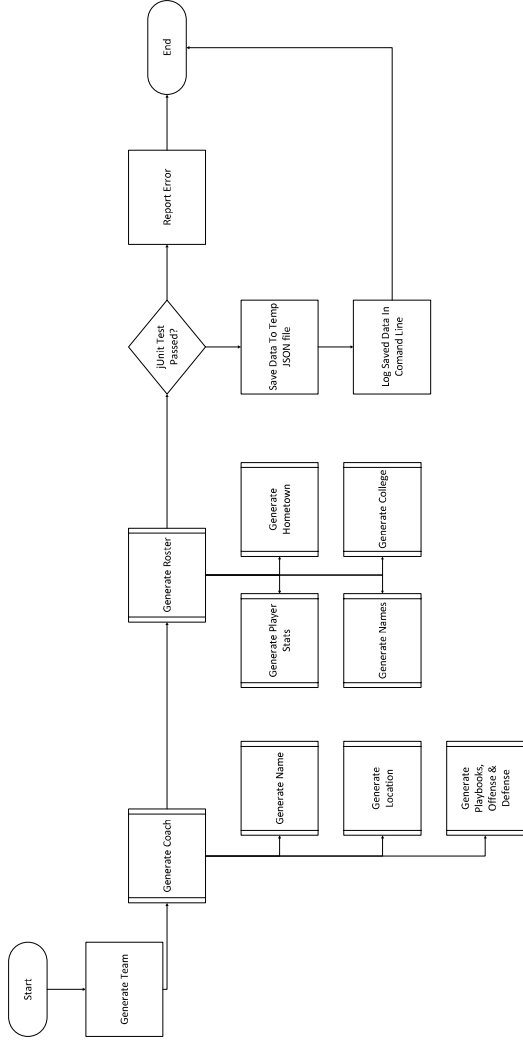 Start
Generate Team
Generate Coach
Generate Name
Generate
Location
Generate
Playbooks,
Offense &
Defense
Generate Roster
Generate Player
Stats
Generate
Hometown
Generate Names
Generate College
jUnit Test
Passed?
Save Data To Temp
JSON file
Log Saved Data In
Comand Line
Report Error
End